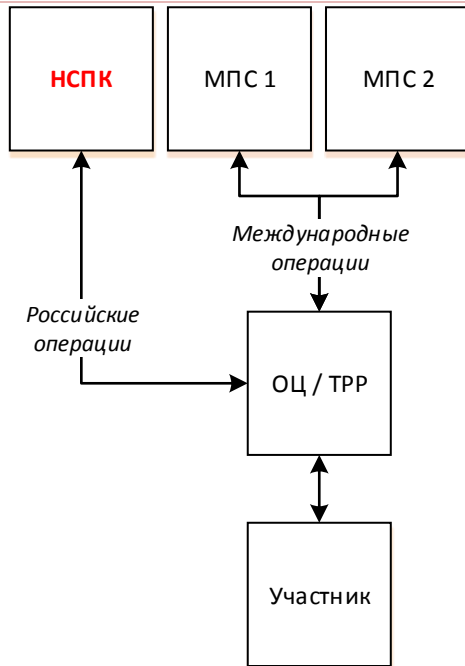 НСПК
МПС 1
МПС 2
Международные
операции
Российские
операции
ОЦ / ТРР
Участник